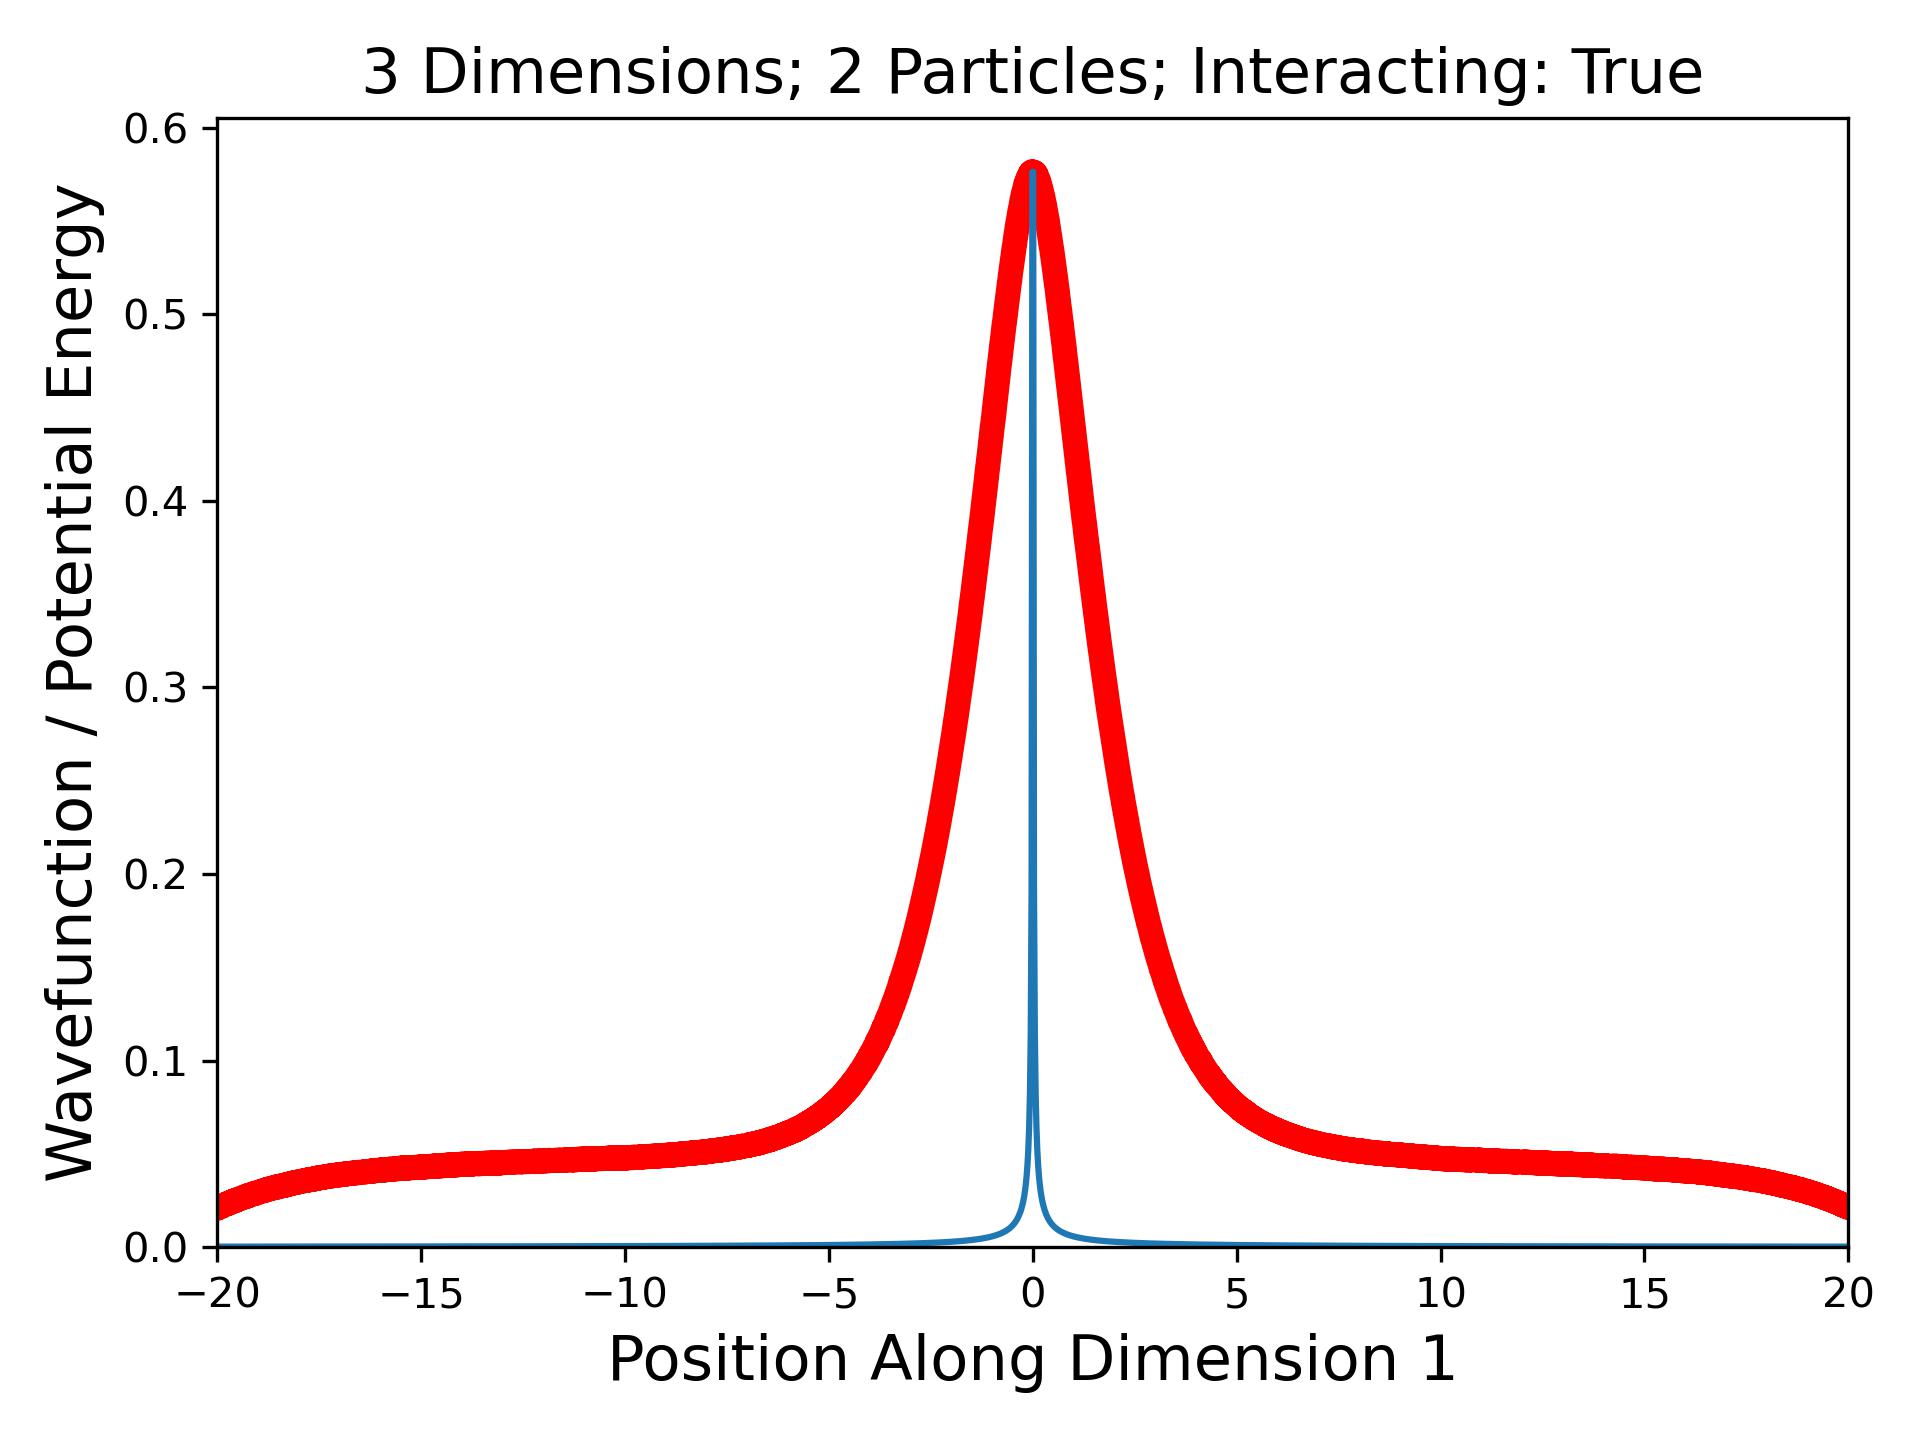 3 Dimensions; 2 Particles; Interacting: True
Wavefunction / Potential Energy
0.6
0.5
0.4
0.3
0.2
0.1
0.0
−20 −15 −10 −5 0 5 10 15 20
Position Along Dimension 1